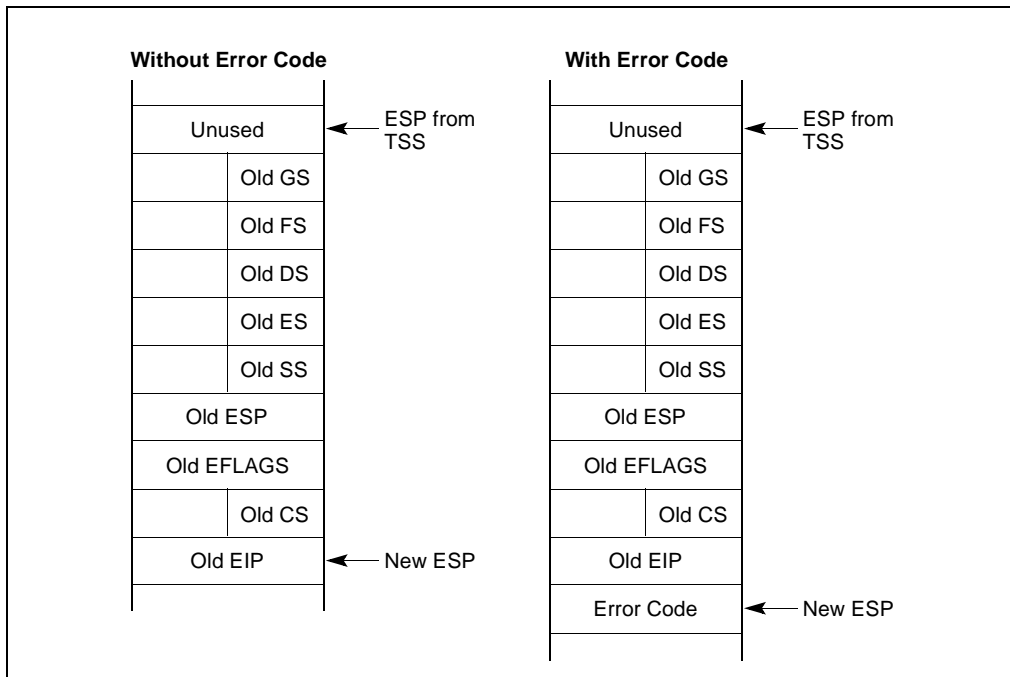 Without Error Code
Unused
ESP from
TSS
Old GS
Old FS
Old DS
Old ES
Old SS
Old ESP
Old EFLAGS
Old CS
Old EIP
New ESP
With Error Code
Unused
ESP from
TSS
Old GS
Old FS
Old DS
Old ES
Old SS
Old ESP
Old EFLAGS
Old CS
Old EIP
Error Code
New ESP